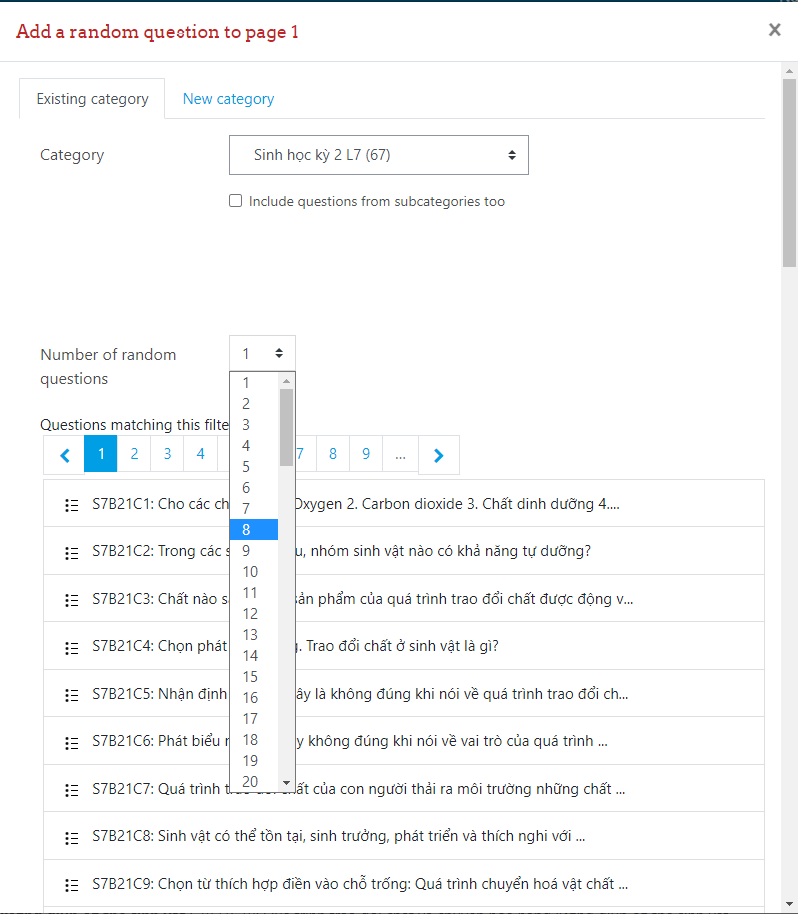 Add a random question to page 1
×
Existing category New category
Category Sinh học kỳ 2 L7 (67)
Include questions from subcategories too
Number of random
questions
1
1
2
3
4
5
6
7
8
9
10
11
12
13
14
15
16
17
18
19
20
Questions matching this filte
1 2 3 4 7 8 9 ...
S7B21C1: Cho các ch Oxygen 2. Carbon dioxide 3. Chất dinh dưỡng 4....
S7B21C2: Trong các s u, nhóm sinh vật nào có khả năng tự dưỡng?
S7B21C3: Chất nào sản phẩm của quá trình trao đổi chất được động v...
S7B21C4: Chọn phát g. Trao đổi chất ở sinh vật là gì?
S7B21C5: Nhận định ây là không đúng khi nói về quá trình trao đổi ch...
S7B21C6: Phát biểu y không đúng khi nói về vai trò của quá trình ...
S7B21C7: Quá trình trao đổi chất của con người thải ra môi trường những chất ...
S7B21C8: Sinh vật có thể tồn tại, sinh trưởng, phát triển và thích nghi với ...
S7B21C9: Chọn từ thích hợp điền vào chỗ trống: Quá trình chuyển hoá vật chất ...